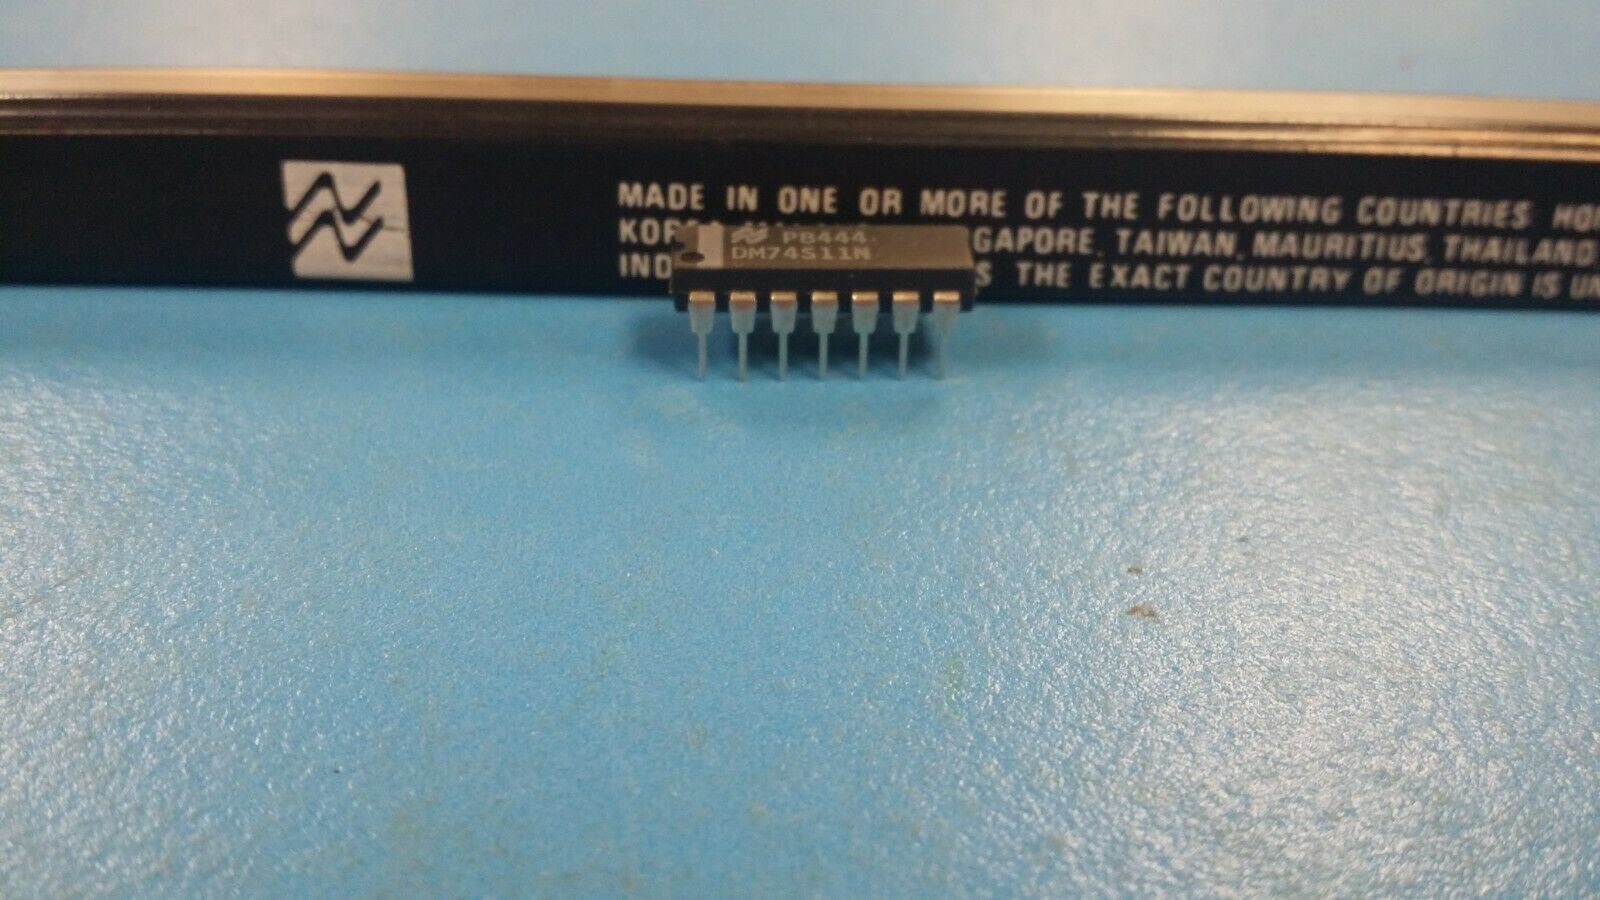 MADE IN ONE OR MORE OF THE FOLLOWING COUNTRIES
GAPORE, TAIWAN, MAURITIUS, THAILAND,
THE EXACT COUNTRY OF ORIGIN IS
P8444
DM74S11N